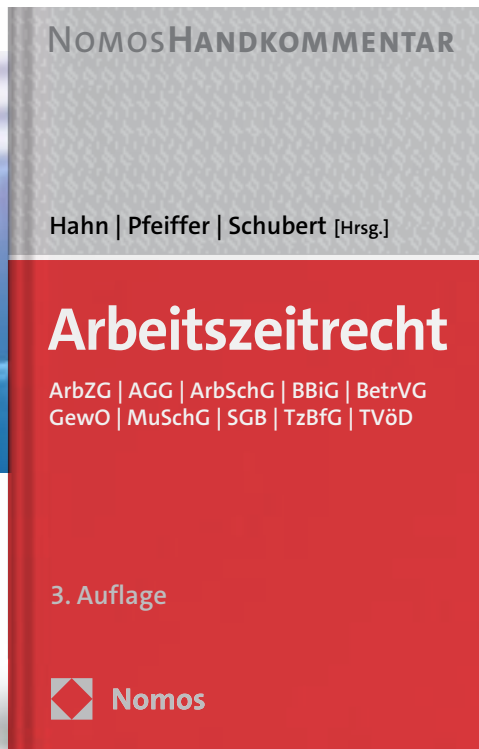 NOMOSHANDKOMMENTAR
Hahn | Pfeiffer | Schubert [Hrsg.]
Arbeitszeitrecht
ArbZG | AGG | ArbSchG | BBiG | BetrVG
GewO | MuSchG | SGB | TzBfG | TVöD
3. Auflage
Nomos